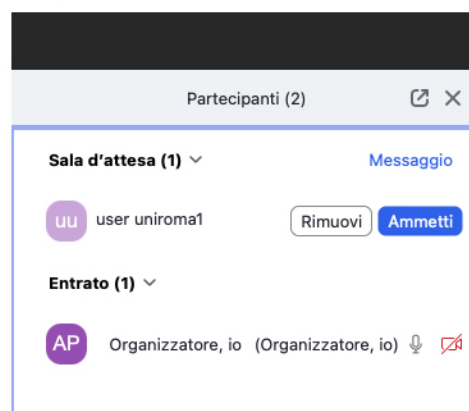 Partecipanti (2)
Sala d'attesa (1)
Messaggio
uu user uniroma1 Rimuovi Ammetti
Entrato (1)
AP Organizzatore, io (Organizzatore, io)